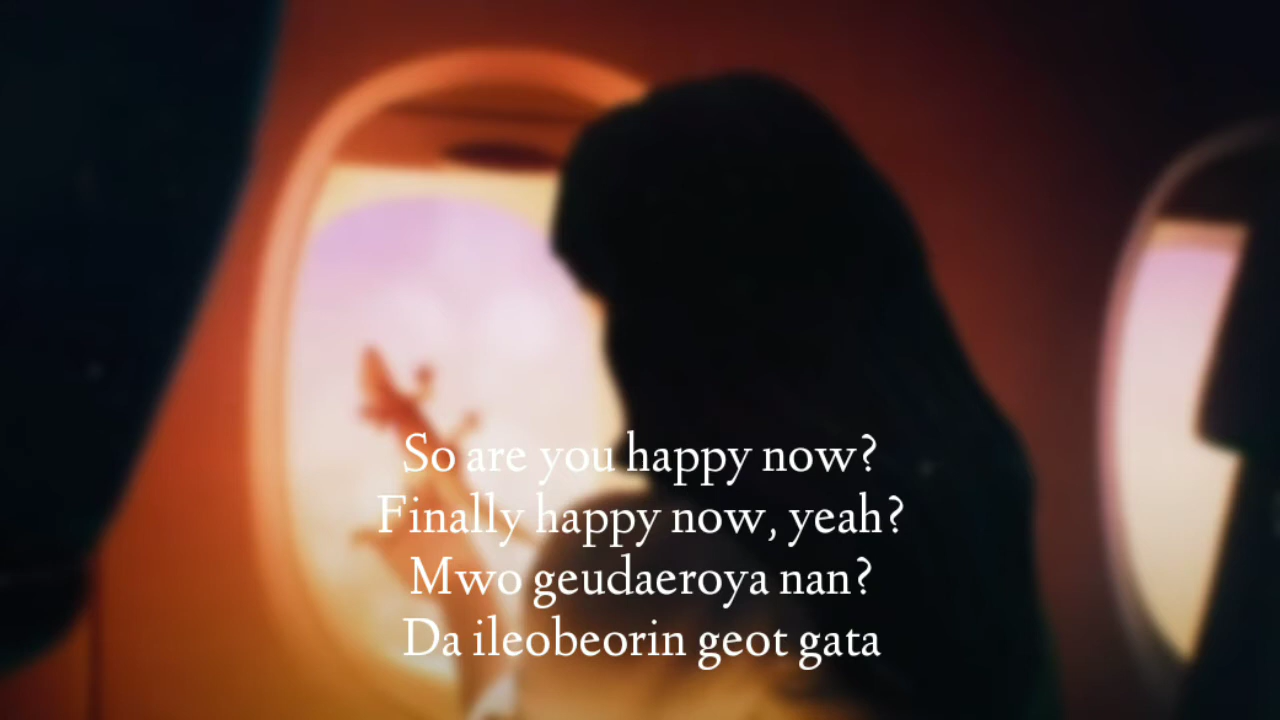 So are you happy now?
Finally happy now, yeah?
Mwo geudaeroya nan?
Da ileobeorin geot gata